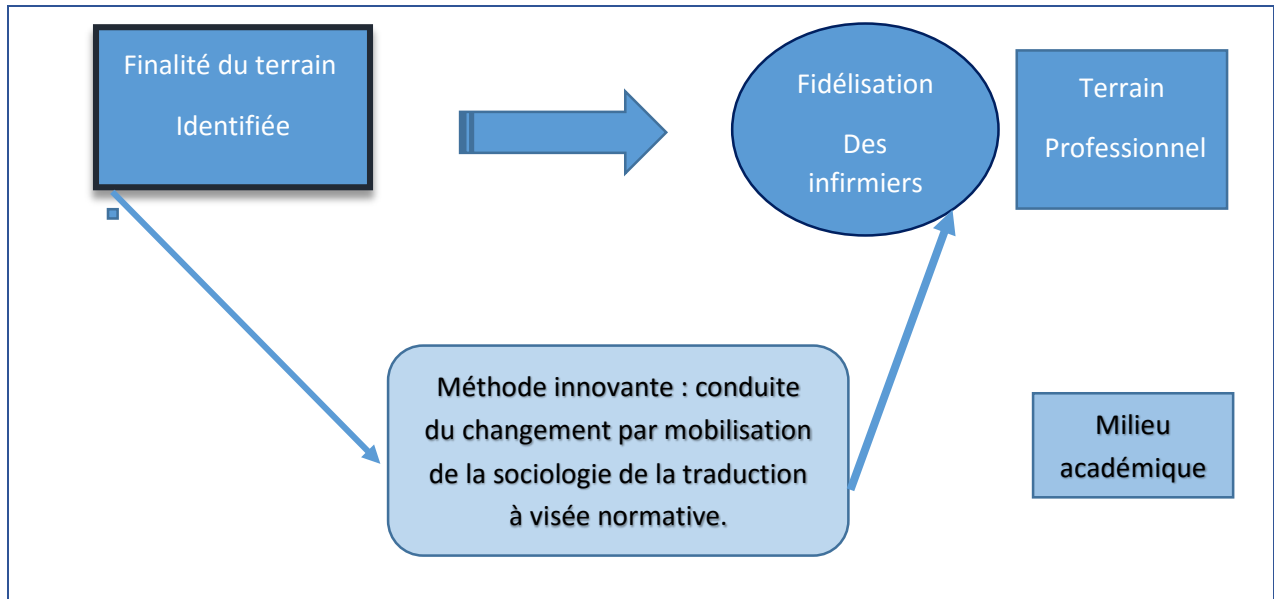 Finalité du terrain
Identifiée
Fidélisation
Des
infirmiers
Terrain
Professionnel
Méthode innovante : conduite
du changement par mobilisation
de la sociologie de la traduction
à visée normative.
Milieu
académique